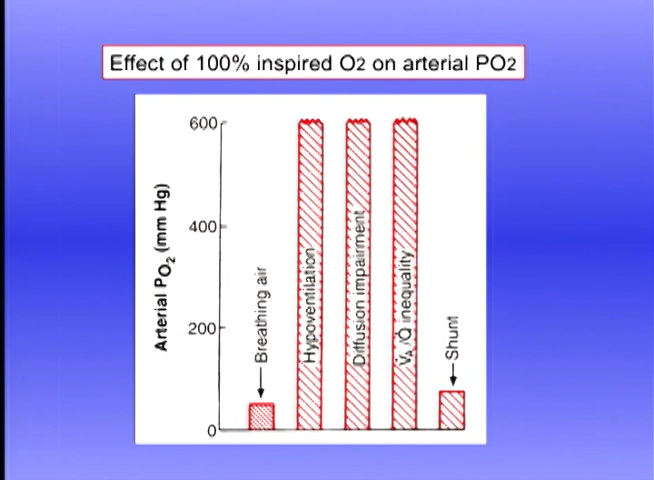 Effect of 100% inspired O2 on arterial PO2
600
400
200
0
Arterial PO2 (mm Hg)
Breathing air
Hypoventilation
Diffusion impairment
V̇A/Q̇ inequality
Shunt